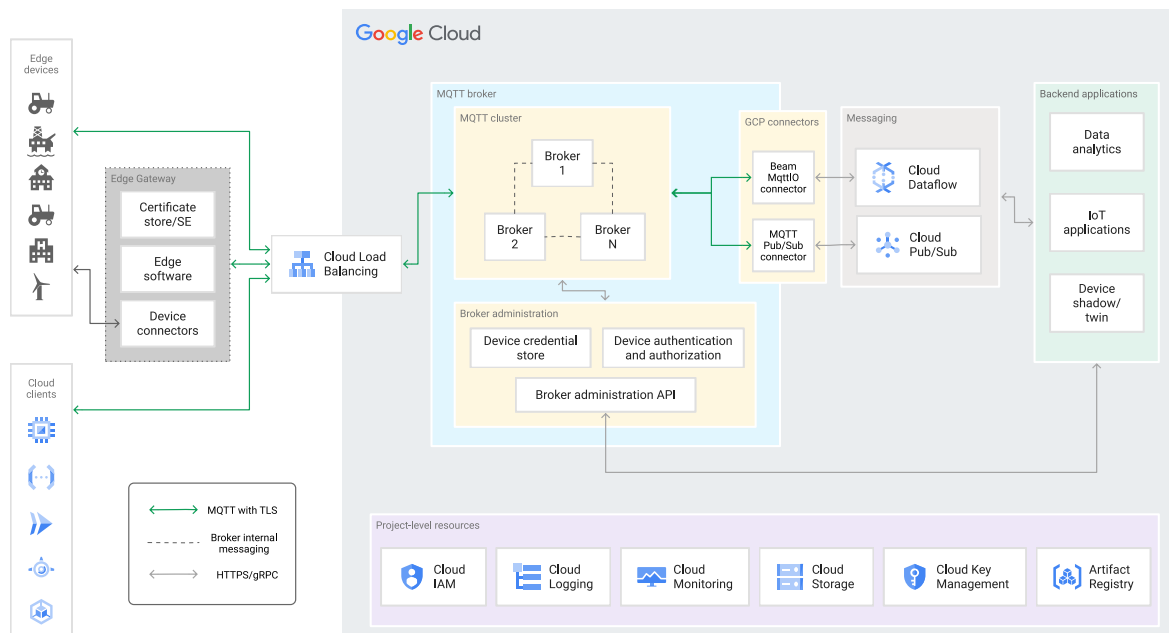 Google Cloud
Edge
devices
Edge Gateway
Certificate
store/SE
Edge
software
Device
connectors
Cloud
clients
Cloud Load
Balancing
MQTT broker
MQTT cluster
Broker
1
Broker
2
Broker
N
GCP connectors
Beam
MqttIO
connector
MQTT
Pub/Sub
connector
Messaging
Cloud
Dataflow
Cloud
Pub/Sub
Backend applications
Data
analytics
IoT
applications
Device
shadow/
twin
Broker administration
Device credential
store
Device authentication
and authorization
Broker administration API
MQTT with TLS
Broker internal
messaging
HTTPS/gRPC
Project-level resources
Cloud
IAM
Cloud
Logging
Cloud
Monitoring
Cloud
Storage
Cloud Key
Management
Artifact
Registry